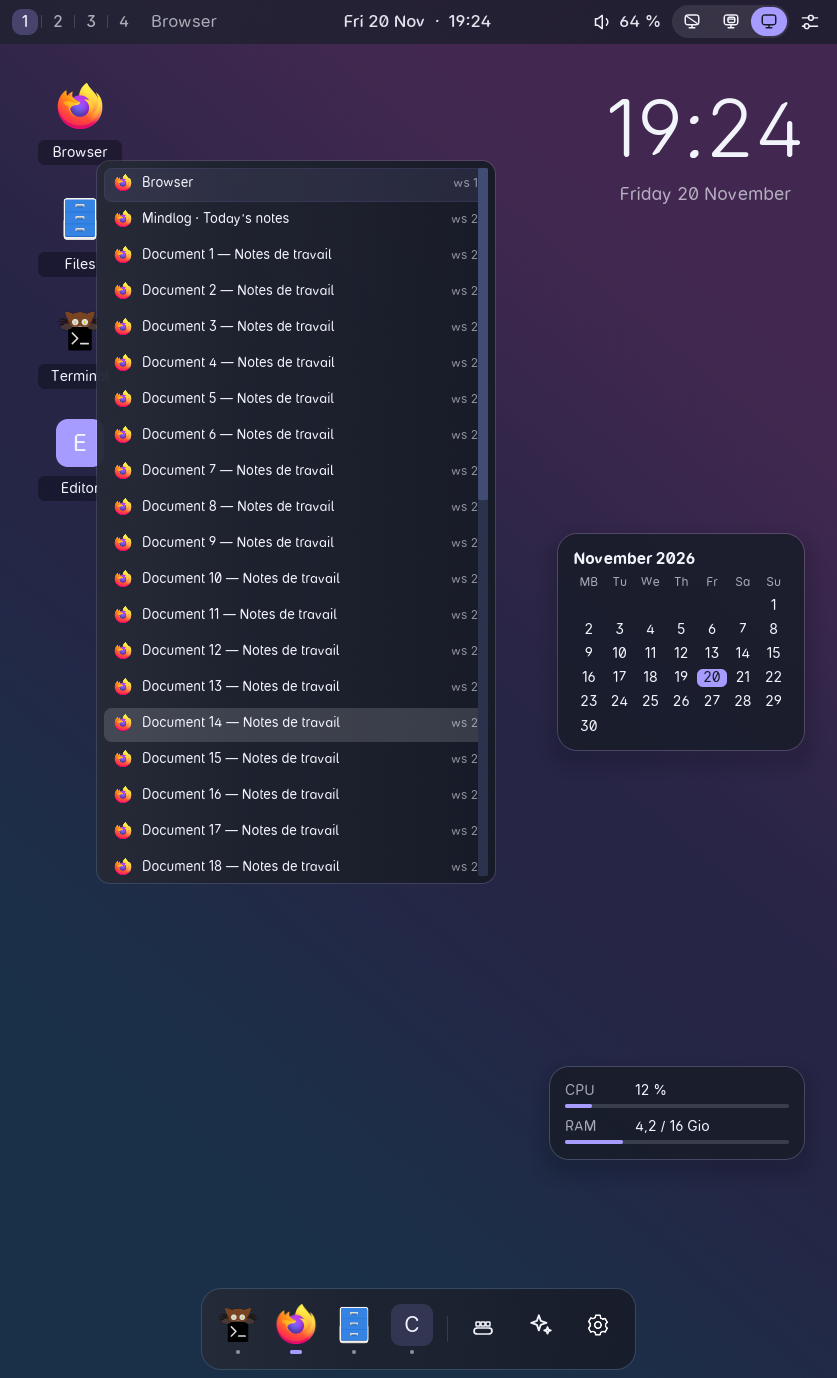 1 2 3 4 Browser Fri 20 Nov · 19:24 64 %
19:24
Friday 20 November
Browser
Files
Termin
E
Editor
Browser ws 1
Mindlog · Today's notes ws 2
Document 1 — Notes de travail ws 2
Document 2 — Notes de travail ws 2
Document 3 — Notes de travail ws 2
Document 4 — Notes de travail ws 2
Document 5 — Notes de travail ws 2
Document 6 — Notes de travail ws 2
Document 7 — Notes de travail ws 2
Document 8 — Notes de travail ws 2
Document 9 — Notes de travail ws 2
Document 10 — Notes de travail ws 2
Document 11 — Notes de travail ws 2
Document 12 — Notes de travail ws 2
Document 13 — Notes de travail ws 2
Document 14 — Notes de travail ws 2
Document 15 — Notes de travail ws 2
Document 16 — Notes de travail ws 2
Document 17 — Notes de travail ws 2
Document 18 — Notes de travail ws 2
November 2026
MB Tu We Th Fr Sa Su
1
2 3 4 5 6 7 8
9 10 11 12 13 14 15
16 17 18 19 20 21 22
23 24 25 26 27 28 29
30
CPU 12 %
RAM 4,2 / 16 Gio
C